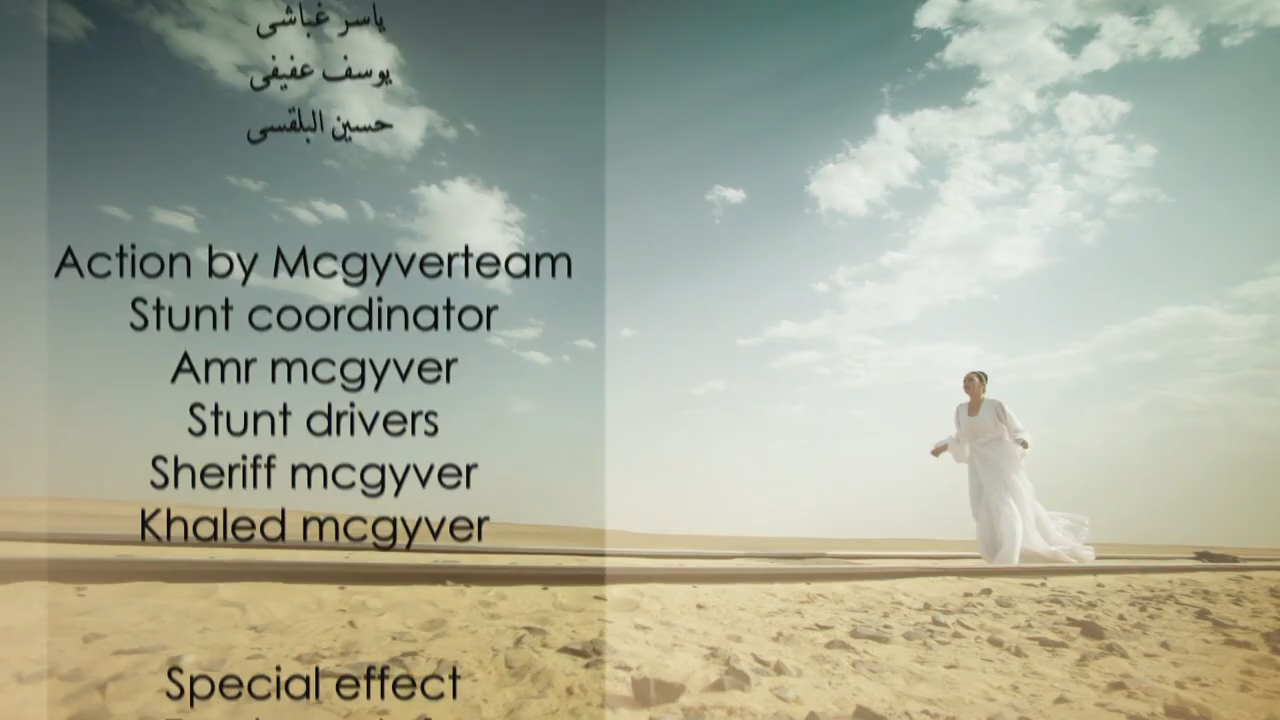 ياسر غباشى
يوسف عفيفى
حسين البلقسى
Action by Mcgyverteam
Stunt coordinator
Amr mcgyver
Stunt drivers
Sheriff mcgyver
Khaled mcgyver
Special effect